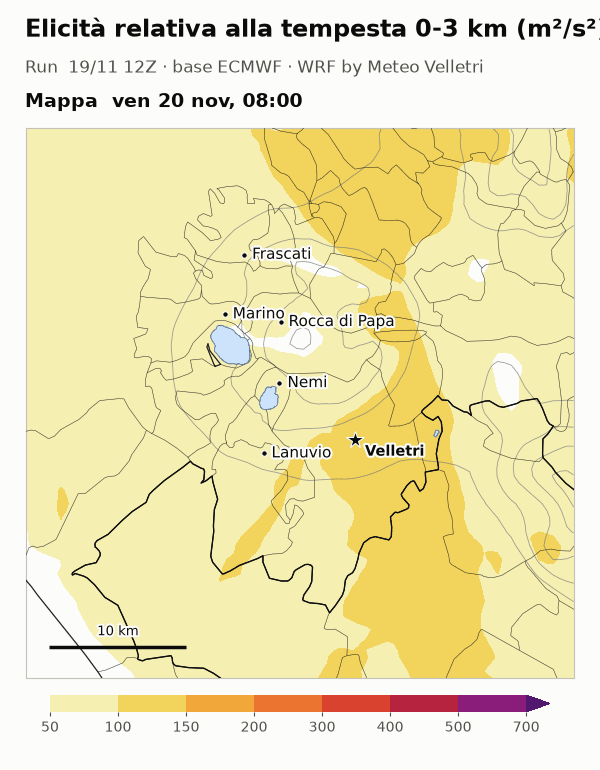 Elicità relativa alla tempesta 0-3 km (m²/s²)
Run  19/11 12Z · base ECMWF · WRF by Meteo Velletri
Mappa  ven 20 nov, 08:00
Frascati
Marino
Rocca di Papa
Nemi
Velletri
Lanuvio
10 km
50 100 150 200 300 400 500 700